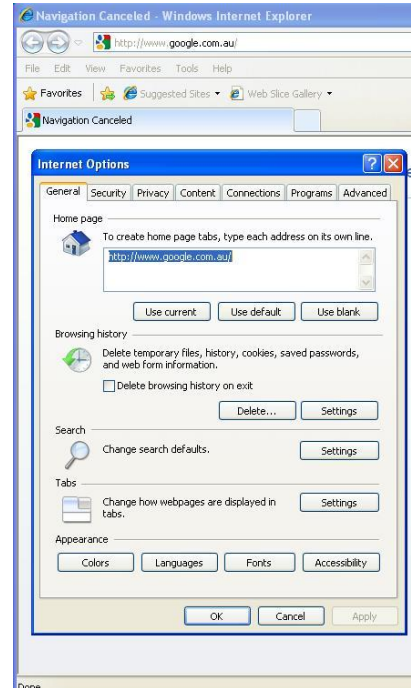 Navigation Canceled - Windows Internet Explorer
http://www.google.com.au/
File Edit View Favorites Tools Help
Favorites Suggested Sites Web Slice Gallery
Navigation Canceled
Internet Options
General Security Privacy Content Connections Programs Advanced
Home page
To create home page tabs, type each address on its own line.
http://www.google.com.au/
Use current Use default Use blank
Browsing history
Delete temporary files, history, cookies, saved passwords,
and web form information.
Delete browsing history on exit
Delete... Settings
Search
Change search defaults. Settings
Tabs
Change how webpages are displayed in
tabs.
Settings
Appearance
Colors Languages Fonts Accessibility
OK Cancel Apply
Done